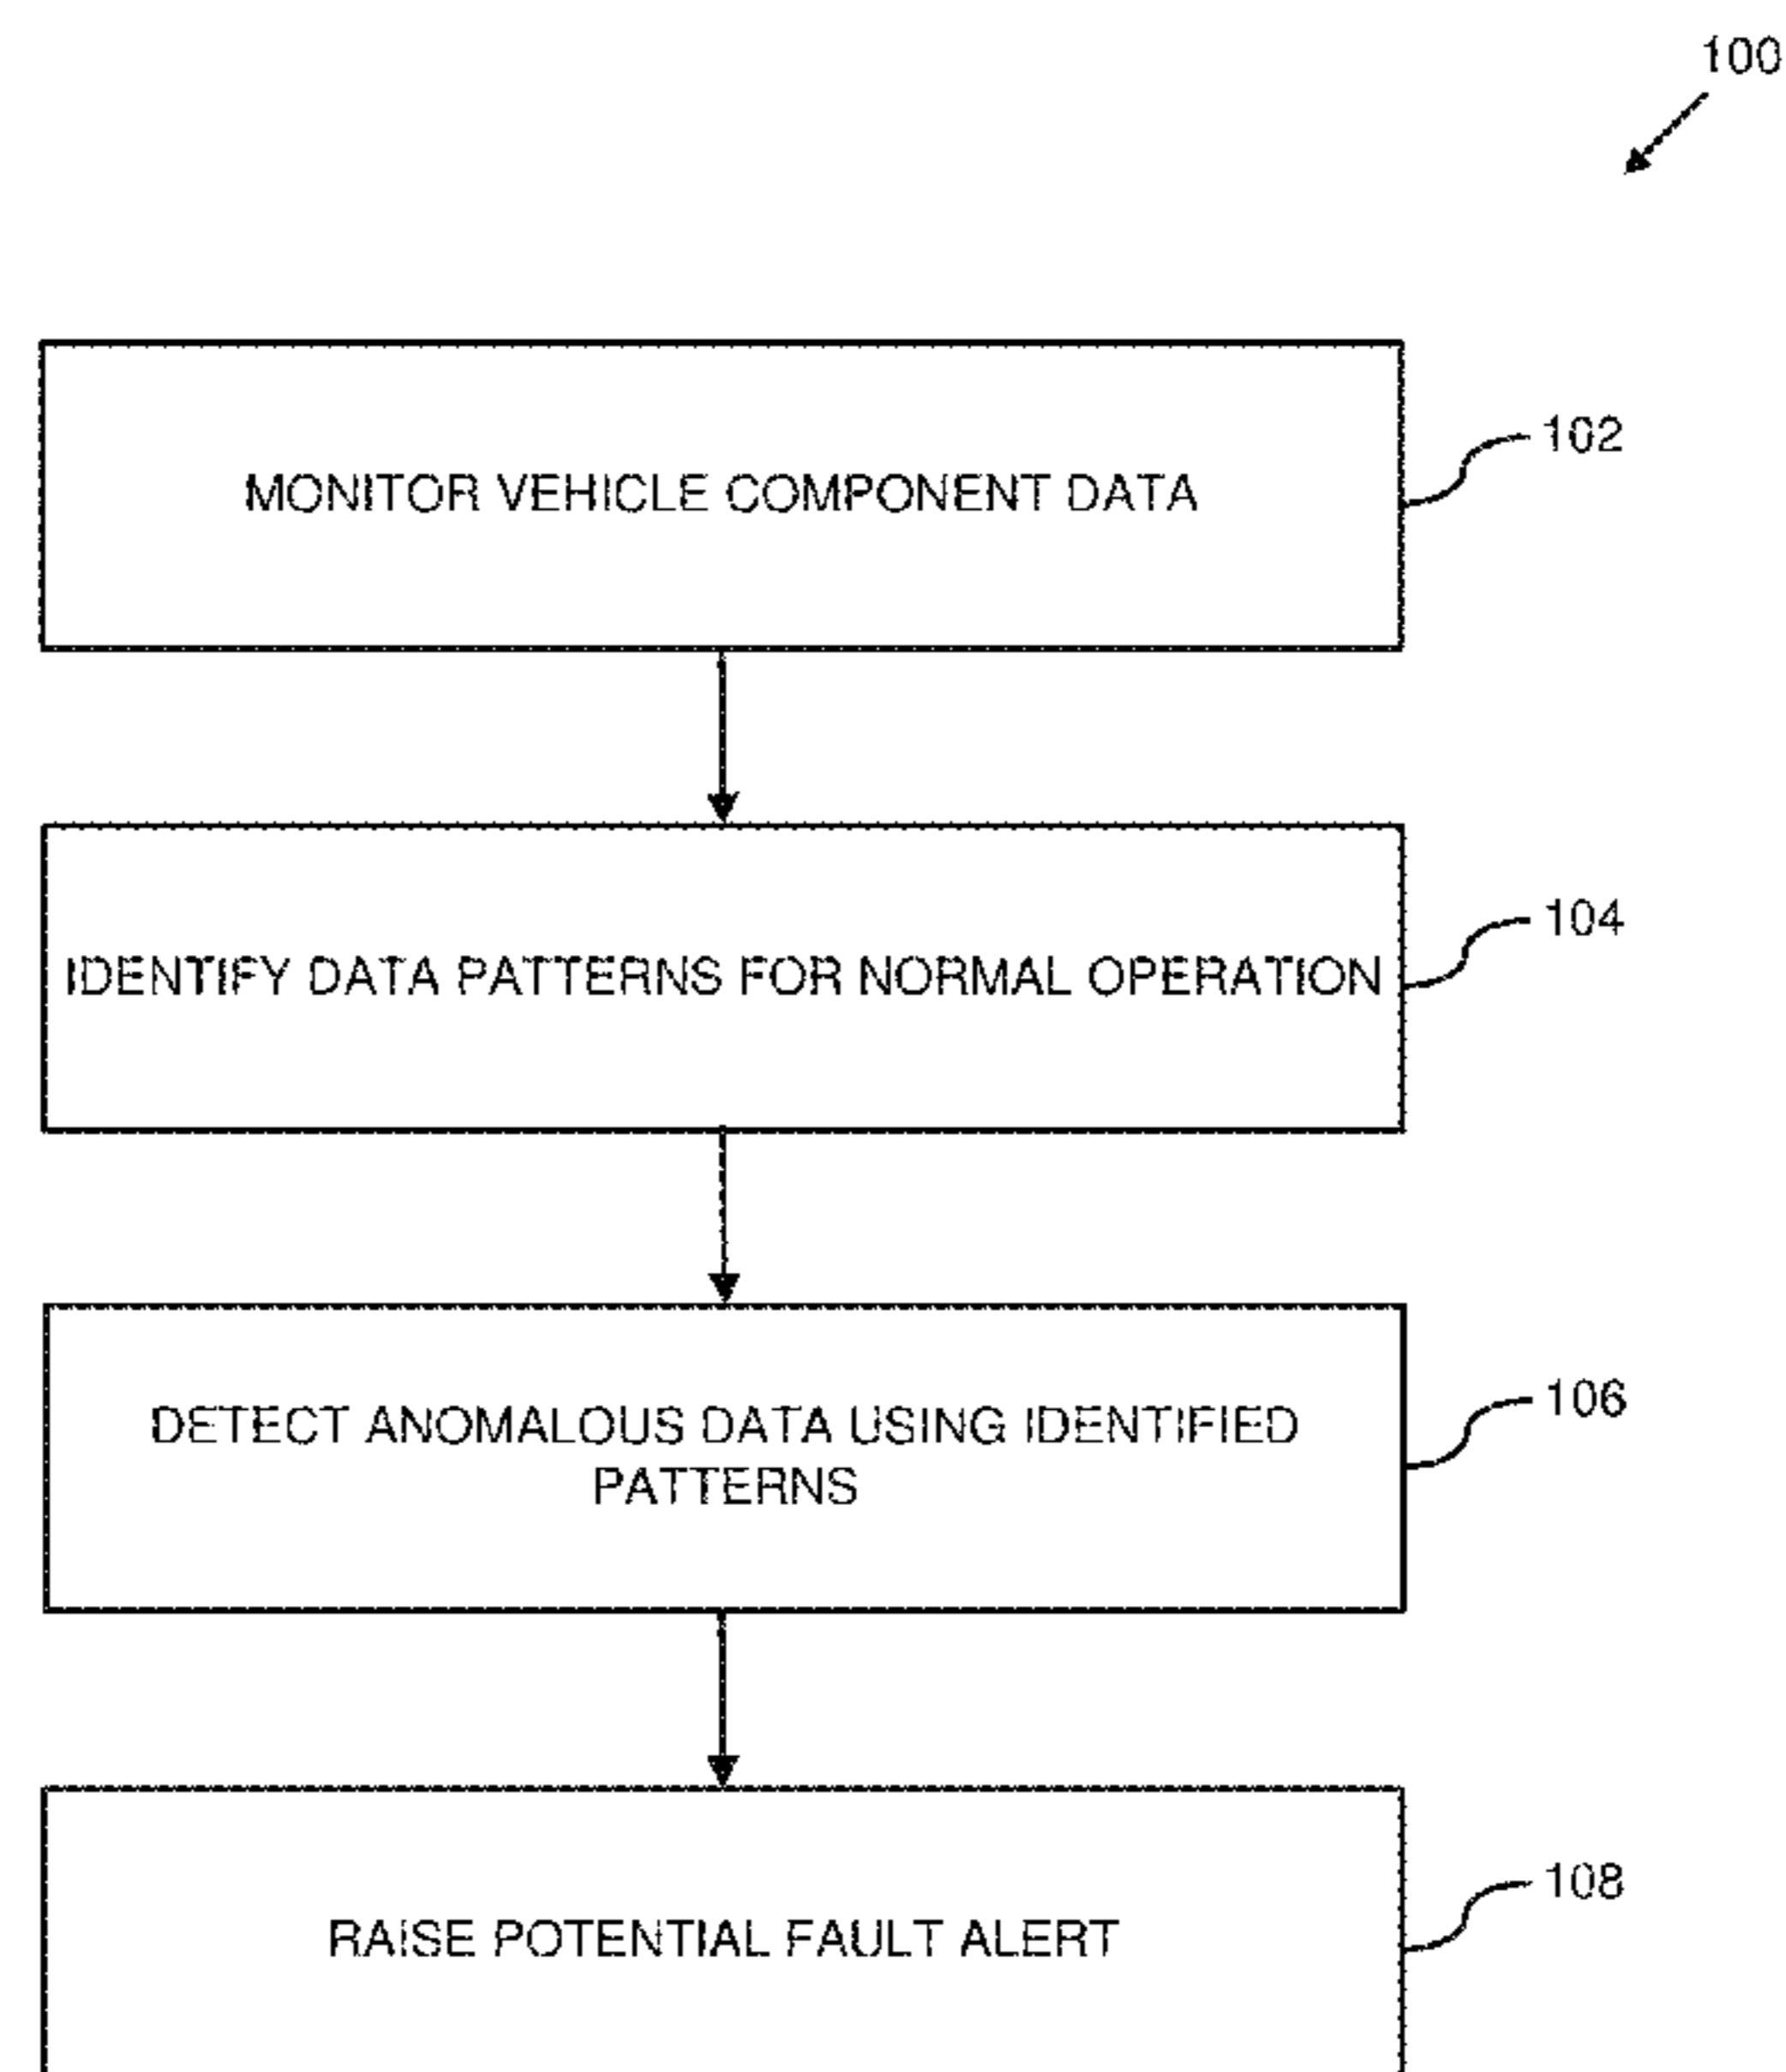 100
MONITOR VEHICLE COMPONENT DATA
102
IDENTIFY DATA PATTERNS FOR NORMAL OPERATION
104
DETECT ANOMALOUS DATA USING IDENTIFIED
PATTERNS
106
RAISE POTENTIAL FAULT ALERT
108